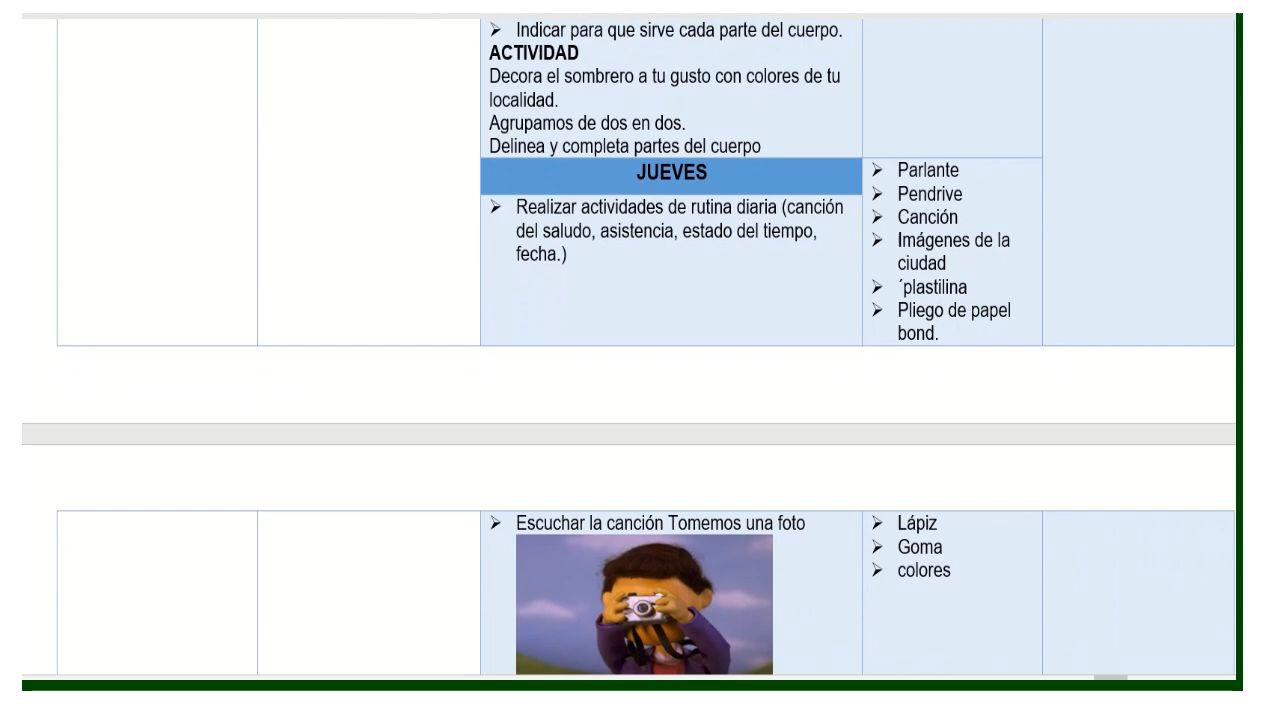 ➢ Indicar para que sirve cada parte del cuerpo.
ACTIVIDAD
Decora el sombrero a tu gusto con colores de tu
localidad.
Agrupamos de dos en dos.
Delinea y completa partes del cuerpo
JUEVES
➢ Realizar actividades de rutina diaria (canción
del saludo, asistencia, estado del tiempo,
fecha.)
➢ Parlante
➢ Pendrive
➢ Canción
➢ Imágenes de la
ciudad
➢ ´plastilina
➢ Pliego de papel
bond.
➢ Escuchar la canción Tomemos una foto
➢ Lápiz
➢ Goma
➢ colores